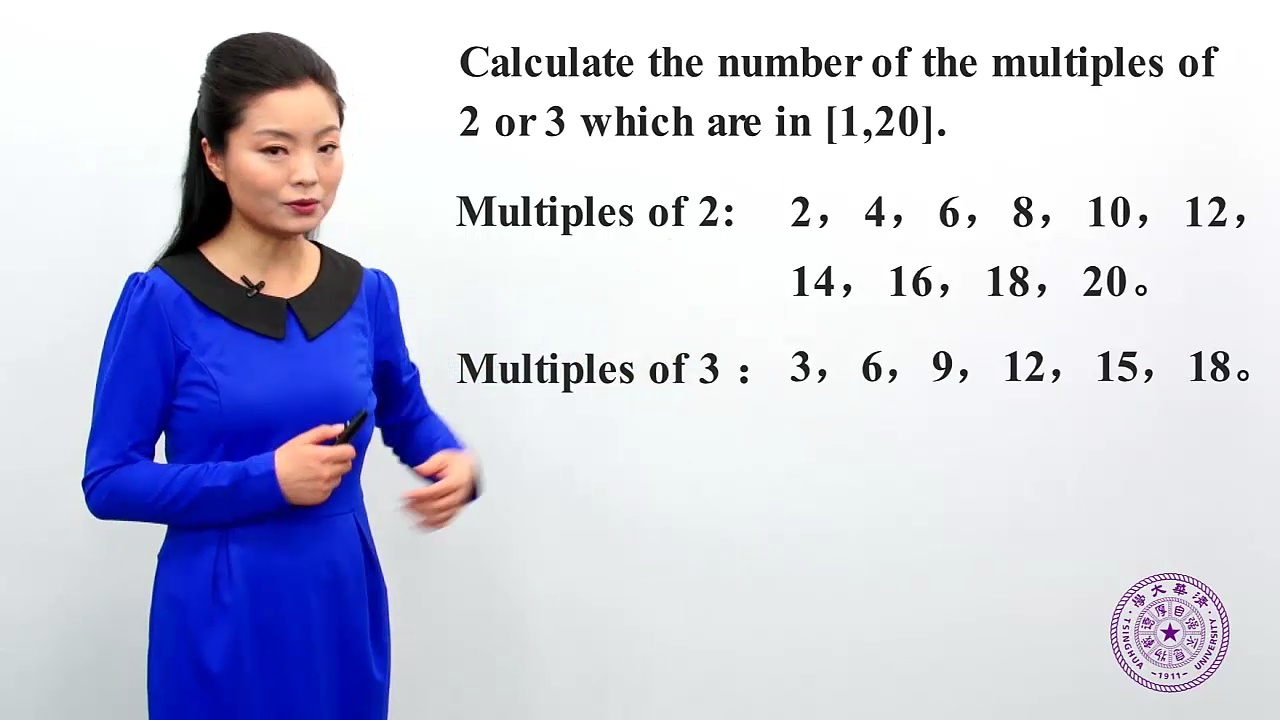 Calculate the number of the multiples of
2 or 3 which are in [1,20].
Multiples of 2: 2， 4， 6， 8， 10， 12，
14， 16， 18， 20。
Multiples of 3： 3， 6， 9， 12， 15， 18。
學大華清
自强不息厚德載物
TSINGHUA UNIVERSITY
-1911-